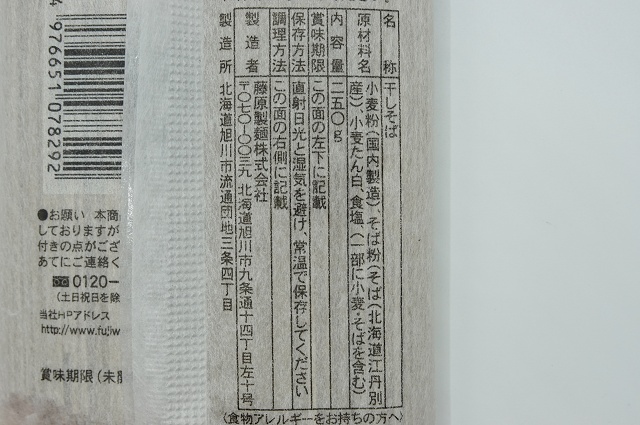 名称 干しそば
原材料名 小麦粉(国内製造)、そば粉(そば(北海道江丹別
産))、小麦たん白、食塩、(一部に小麦・そばを含む)
内容量 二五〇g
賞味期限 この面の左下に記載
保存方法 直射日光と湿気を避け、常温で保存してください
調理方法 この面の右側に記載
製造者 藤原製麺株式会社
〒〇七〇-〇〇三九 北海道旭川市九条通十四丁目左十号
製造所 北海道旭川市流通団地三条四丁目
(食物アレルギーをお持ちの方へ)
4 976651 078292
●お願い 本商
しておりますが
付きの点がござ
あてにご連絡く
0120-
(土日祝日を除
当社HPアドレス
http://www.fujiw
賞味期限(未開